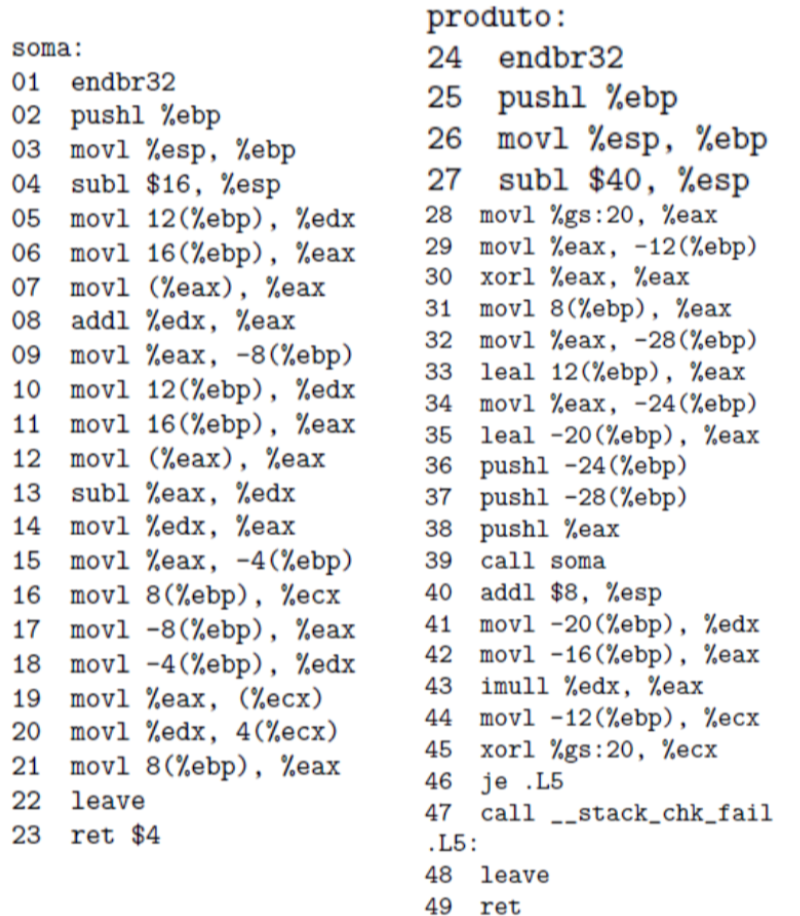 soma:
01 endbr32
02 pushl %ebp
03 movl %esp, %ebp
04 subl $16, %esp
05 movl 12(%ebp), %edx
06 movl 16(%ebp), %eax
07 movl (%eax), %eax
08 addl %edx, %eax
09 movl %eax, -8(%ebp)
10 movl 12(%ebp), %edx
11 movl 16(%ebp), %eax
12 movl (%eax), %eax
13 subl %eax, %edx
14 movl %edx, %eax
15 movl %eax, -4(%ebp)
16 movl 8(%ebp), %ecx
17 movl -8(%ebp), %eax
18 movl -4(%ebp), %edx
19 movl %eax, (%ecx)
20 movl %edx, 4(%ecx)
21 movl 8(%ebp), %eax
22 leave
23 ret $4
produto:
24 endbr32
25 pushl %ebp
26 movl %esp, %ebp
27 subl $40, %esp
28 movl %gs:20, %eax
29 movl %eax, -12(%ebp)
30 xorl %eax, %eax
31 movl 8(%ebp), %eax
32 movl %eax, -28(%ebp)
33 leal 12(%ebp), %eax
34 movl %eax, -24(%ebp)
35 leal -20(%ebp), %eax
36 pushl -24(%ebp)
37 pushl -28(%ebp)
38 pushl %eax
39 call soma
40 addl $8, %esp
41 movl -20(%ebp), %edx
42 movl -16(%ebp), %eax
43 imull %edx, %eax
44 movl -12(%ebp), %ecx
45 xorl %gs:20, %ecx
46 je .L5
47 call __stack_chk_fail
.L5:
48 leave
49 ret